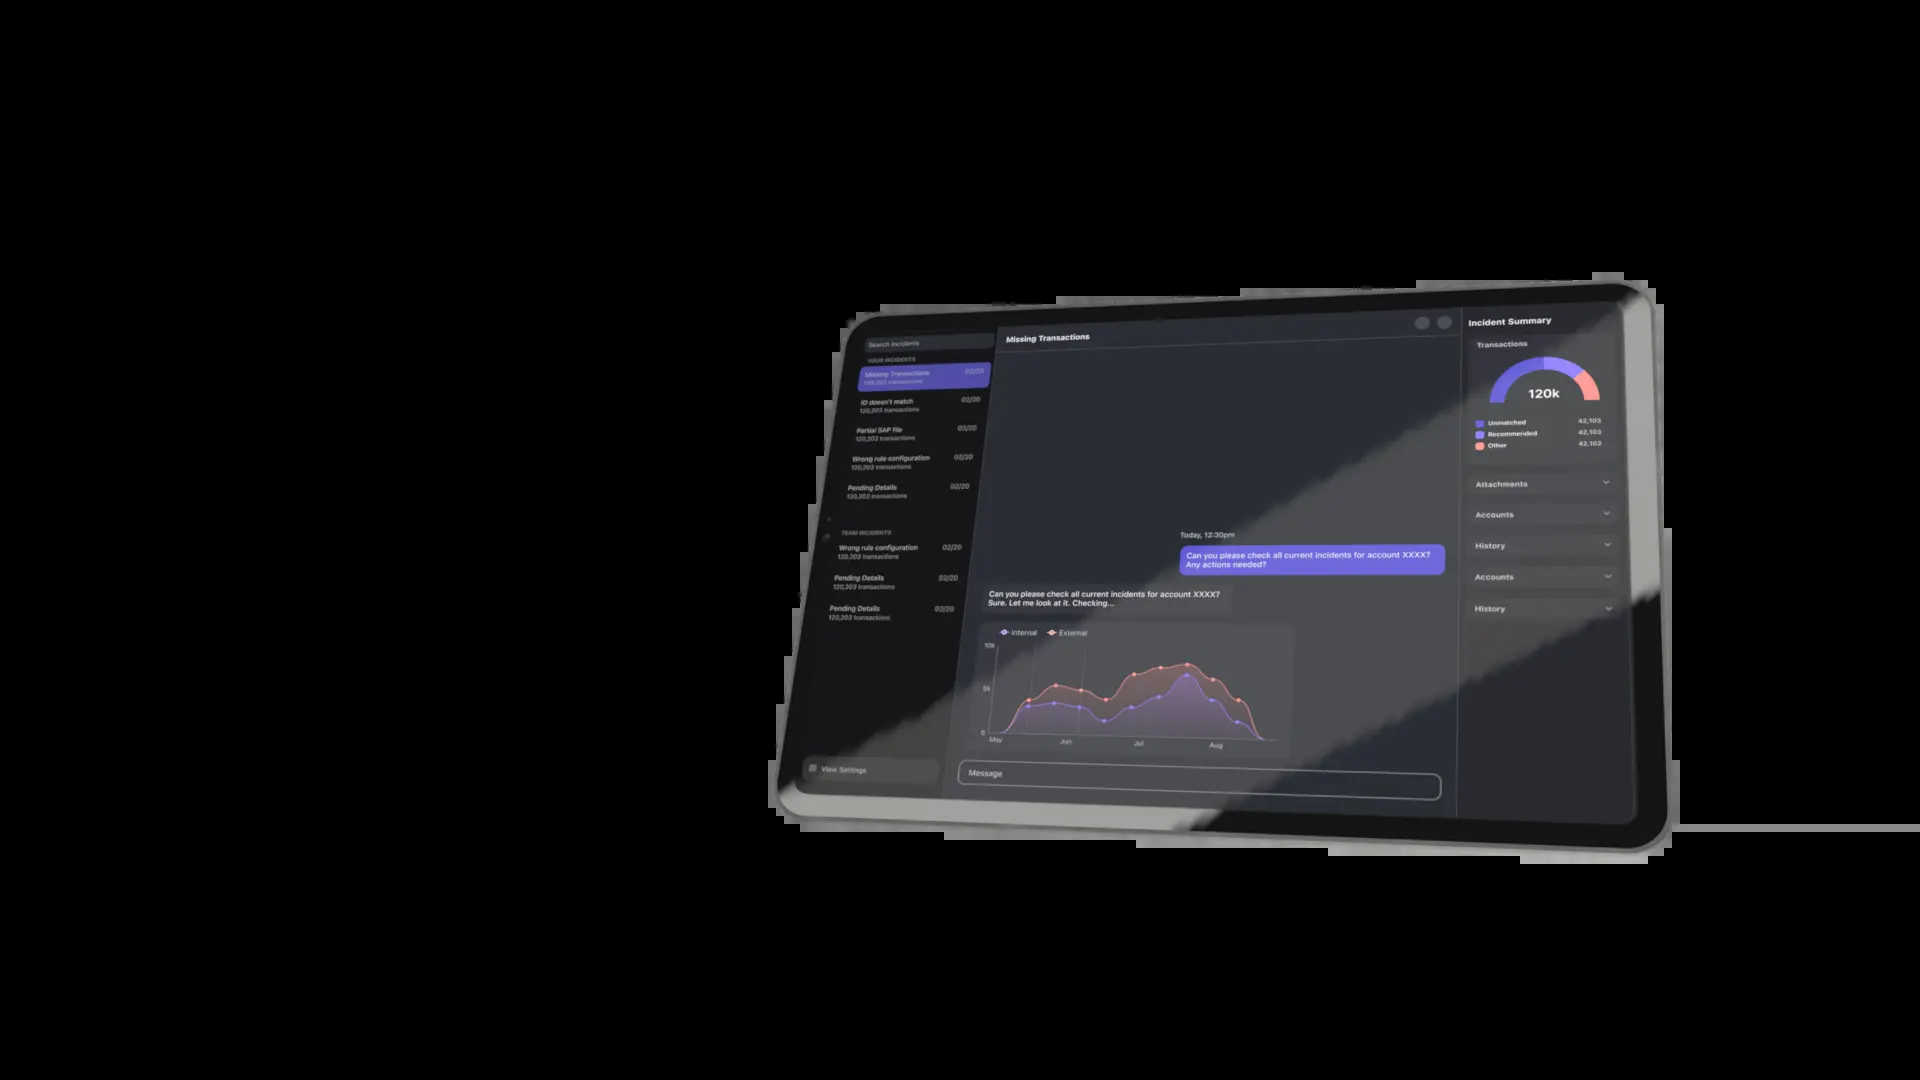 Search Incidents
YOUR INCIDENTS
Missing Transactions 02/20
120,203 transactions
ID doesn't match 02/20
120,203 transactions
Partial SAP file 02/20
120,203 transactions
Wrong rule configuration 02/20
120,203 transactions
Pending Details 02/20
120,203 transactions
TEAM INCIDENTS
Wrong rule configuration 02/20
120,203 transactions
Pending Details 02/20
120,203 transactions
Pending Details 02/20
120,203 transactions
View Settings
Missing Transactions
Today, 12:30pm
Can you please check all current incidents for account XXXX?
Any actions needed?
Can you please check all current incidents for account XXXX?
Sure. Let me look at it. Checking...
Internal External
10k
5k
0
May Jun Jul Aug
Message
Incident Summary
Transactions
120k
Unmatched 42,103
Recommended 42,103
Other 42,103
Attachments
Accounts
History
Accounts
History